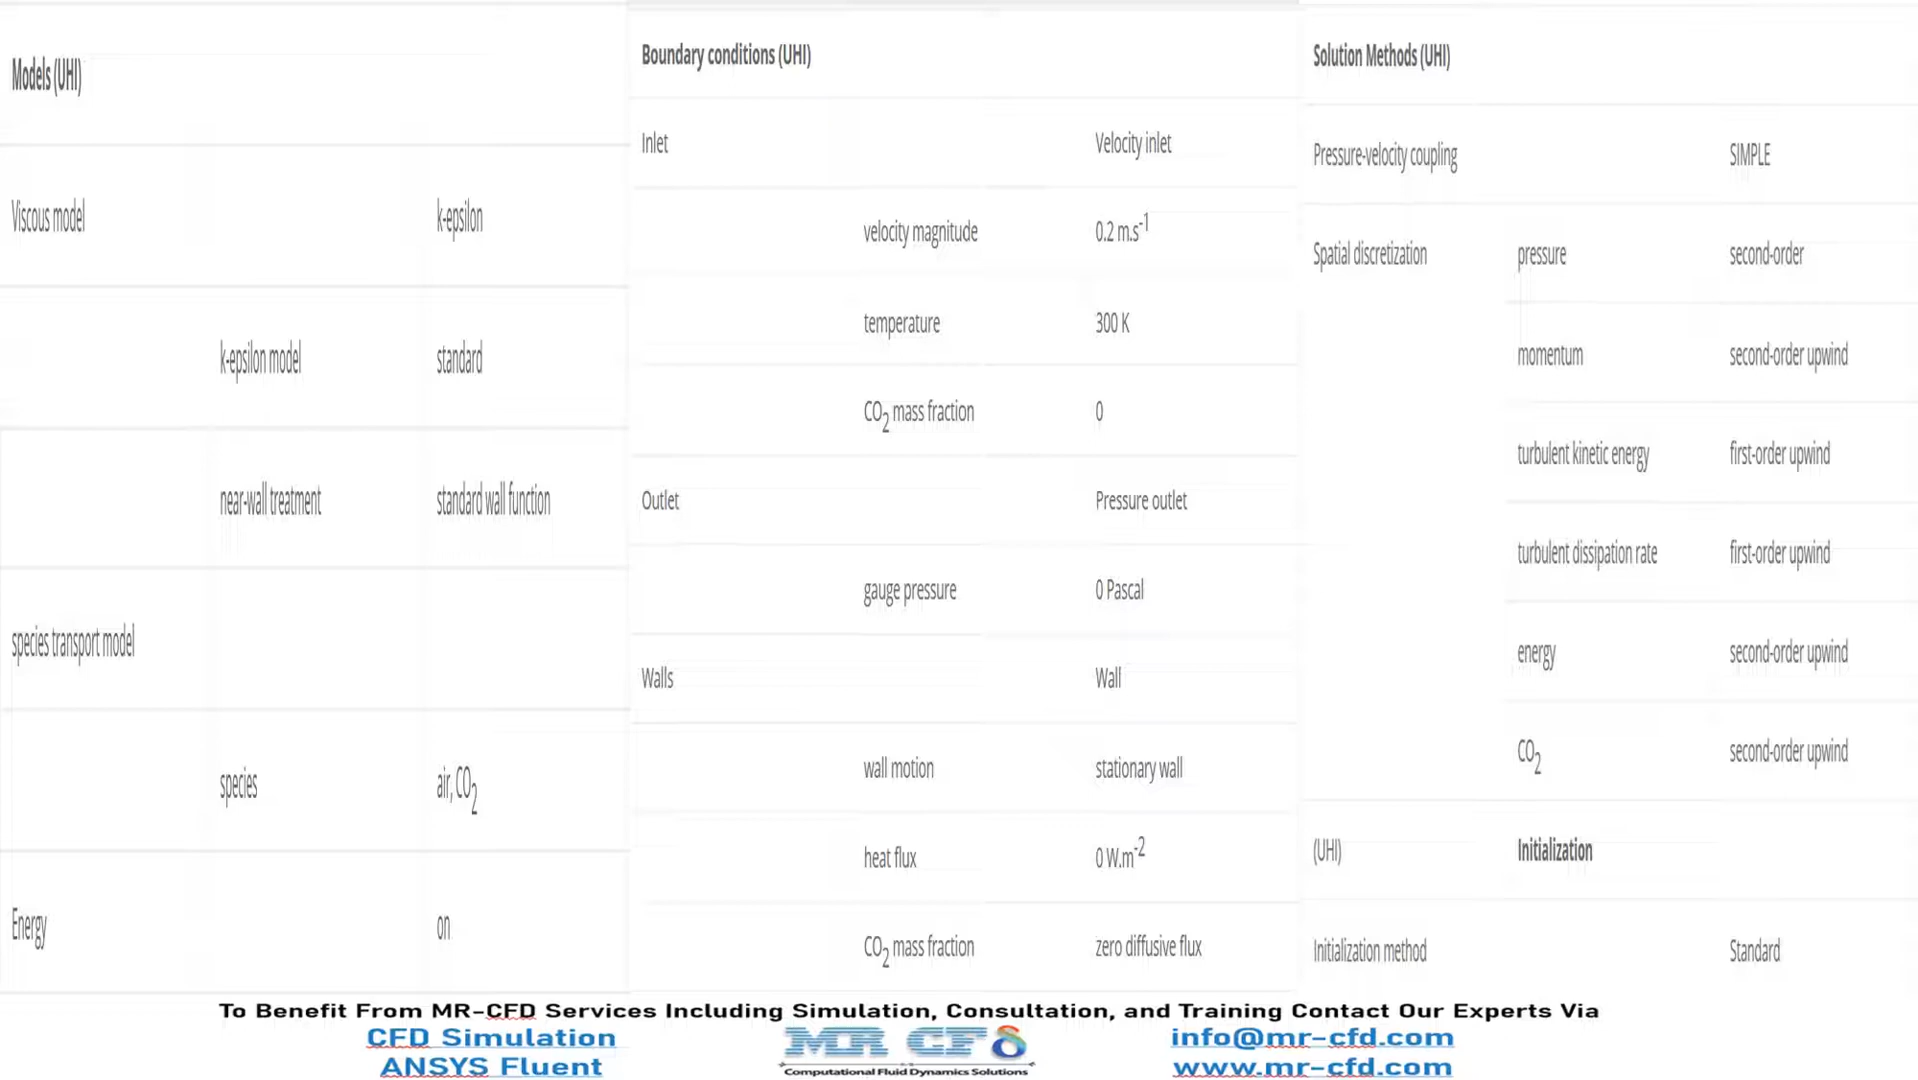 Models (UHI)
Viscous model k-epsilon
k-epsilon model standard
near-wall treatment standard wall function
species transport model
species air, CO2
Energy on
Boundary conditions (UHI)
Inlet Velocity inlet
velocity magnitude 0.2 m.s-1
temperature 300 K
CO2 mass fraction 0
Outlet Pressure outlet
gauge pressure 0 Pascal
Walls Wall
wall motion stationary wall
heat flux 0 W.m-2
CO2 mass fraction zero diffusive flux
Solution Methods (UHI)
Pressure-velocity coupling SIMPLE
Spatial discretization pressure second-order
momentum second-order upwind
turbulent kinetic energy first-order upwind
turbulent dissipation rate first-order upwind
energy second-order upwind
CO2 second-order upwind
(UHI) Initialization
Initialization method Standard
To Benefit From MR-CFD Services Including Simulation, Consultation, and Training Contact Our Experts Via
CFD Simulation
ANSYS Fluent
MR CFD
Computational Fluid Dynamics Solutions
info@mr-cfd.com
www.mr-cfd.com